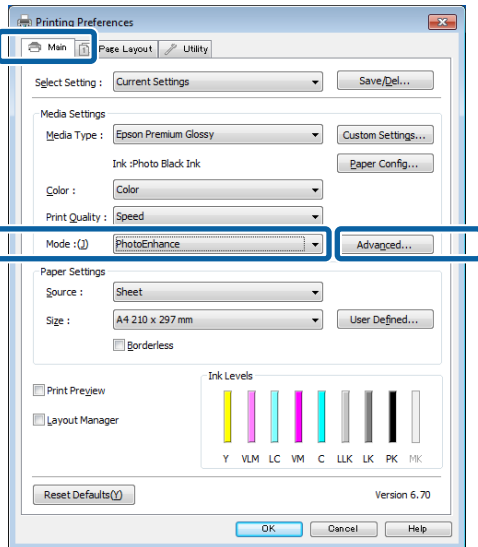 Printing Preferences
Main Page Layout Utility
Select Setting : Current Settings Save/Del...
Media Settings
Media Type : Epson Premium Glossy Custom Settings...
Ink :Photo Black Ink Paper Config...
Color : Color
Print Quality : Speed
Mode :(J) PhotoEnhance Advanced...
Paper Settings
Source : Sheet
Size : A4 210 x 297 mm User Defined...
Borderless
Ink Levels
Print Preview
Layout Manager
Y VLM LC VM C LLK LK PK MK
Reset Defaults(Y) Version 6.70
OK Cancel Help